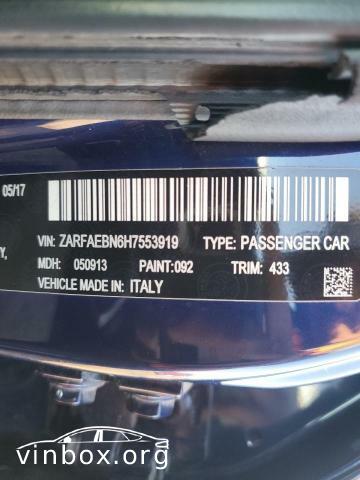 05/17
VIN: ZARFAEBN6H7553919 TYPE: PASSENGER CAR
MDH: 050913 PAINT:092 TRIM: 433
VEHICLE MADE IN: ITALY
vinbox.org